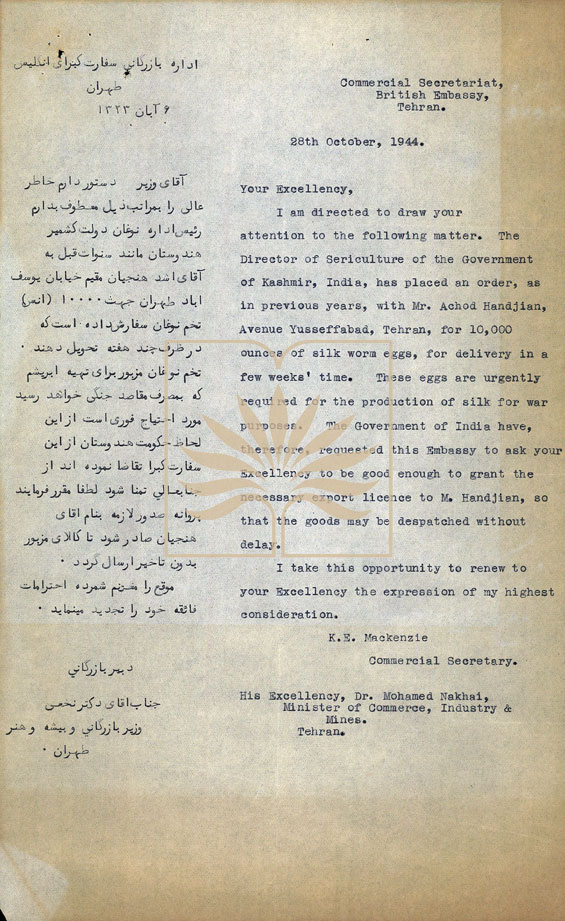 اداره بازرگانی سفارت کبرای انگلیس
طهران
۶ آبان ۱۳۲۳
آقای وزیر دستور دارم خاطر
عالی را بمراتب ذیل معطوف بدارم
رئیس اداره نوغان دولت کشمیر
هندوستان مانند سنوات قبل به
آقای اشد هنجیان مقیم خیابان یوسف
اباد طهران جهت ۱۰۰۰۰ (انس)
تخم نوغان سفارش داده است که
در ظرف چند هفته تحویل دهند ۰
تخم نوغان مزبور برای تهیه ابریشم
که بمصرف مقاصد جنگی خواهد رسید
مورد احتیاج فوری است از این
لحاظ حکومت هندوستان از این
سفارت کبرا تقاضا نموده اند از
جنابعالی تمنا شود لطفا مقرر فرمایند
پروانه صدور لازمه بنام اقای
هنجیان صادر شود تا کالای مزبور
بدون تاخیر ارسال گردد ۰
موقع را مغتنم شمرده احترامات
فائقه خود را تجدید مینماید ۰
دبیر بازرگانی
جناب اقای دکتر نخعی
وزیر بازرگانی و پیشه و هنر
طهران ۰
Commercial Secretariat,
British Embassy,
Tehran.
28th October, 1944.
Your Excellency,
I am directed to draw your
attention to the following matter. The
Director of Sericulture of the Government
of Kashmir, India, has placed an order, as
in previous years, with Mr. Achod Handjian,
Avenue Yusseffabad, Tehran, for 10,000
ounces of silk worm eggs, for delivery in a
few weeks' time. These eggs are urgently
required for the production of silk for war
purposes. The Government of India have,
therefore, requested this Embassy to ask your
Excellency to be good enough to grant the
necessary export licence to M. Handjian, so
that the goods may be despatched without
delay.
I take this opportunity to renew to
your Excellency the expression of my highest
consideration.
K.E. Mackenzie
Commercial Secretary.
His Excellency, Dr. Mohamed Nakhai,
Minister of Commerce, Industry &
Mines.
Tehran.